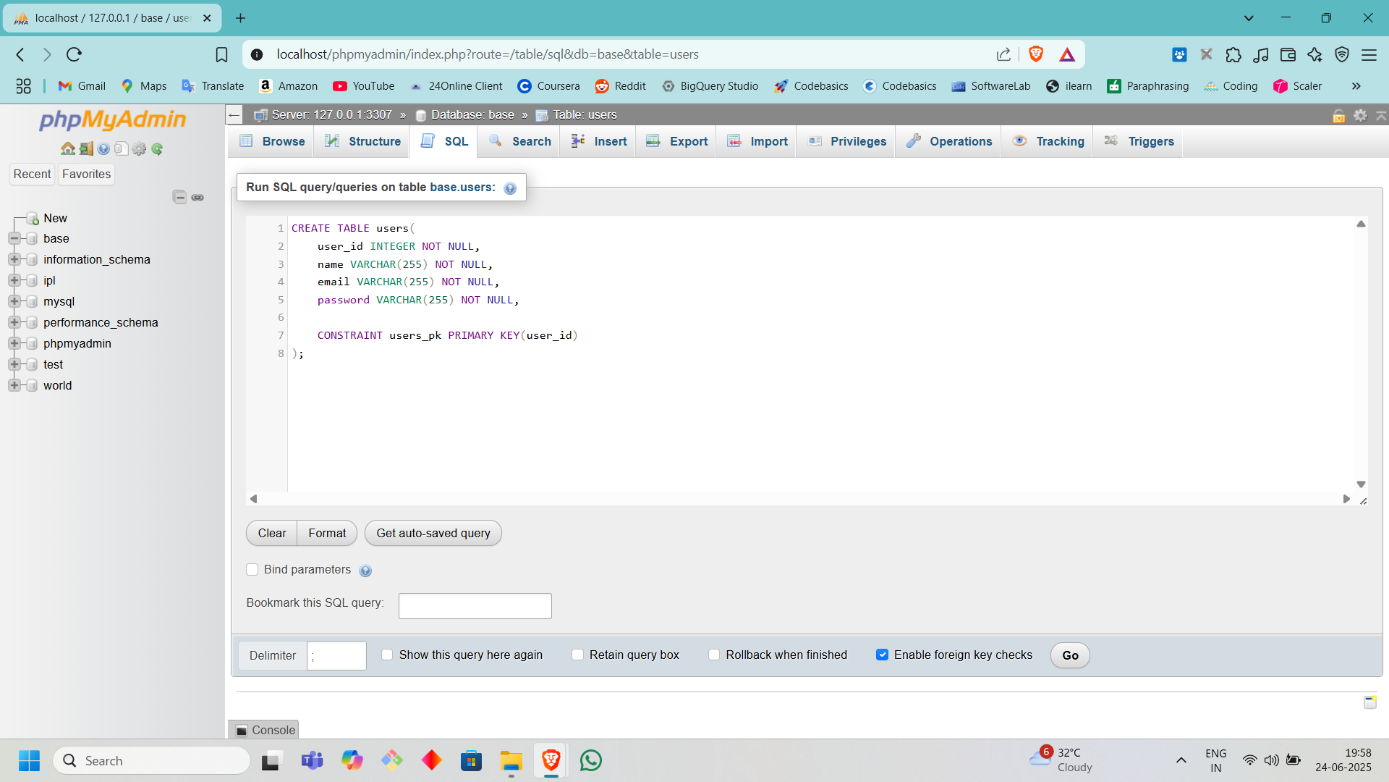 localhost / 127.0.0.1 / base / use
localhost/phpmyadmin/index.php?route=/table/sql&db=base&table=users
Gmail Maps Translate Amazon YouTube 24Online Client Coursera Reddit BigQuery Studio Codebasics Codebasics SoftwareLab ilearn Paraphrasing Coding Scaler »
phpMyAdmin
Server: 127.0.0.1:3307 » Database: base » Table: users
Browse Structure SQL Search Insert Export Import Privileges Operations Tracking Triggers
Recent Favorites
New
base
information_schema
ipl
mysql
performance_schema
phpmyadmin
test
world
Run SQL query/queries on table base.users:
1 CREATE TABLE users(
2 user_id INTEGER NOT NULL,
3 name VARCHAR(255) NOT NULL,
4 email VARCHAR(255) NOT NULL,
5 password VARCHAR(255) NOT NULL,
6
7 CONSTRAINT users_pk PRIMARY KEY(user_id)
8 );
Clear Format Get auto-saved query
Bind parameters
Bookmark this SQL query:
Delimiter ; Show this query here again Retain query box Rollback when finished Enable foreign key checks Go
Console
Search
6
32°C
Cloudy
ENG
IN
19:58
24-06-2025